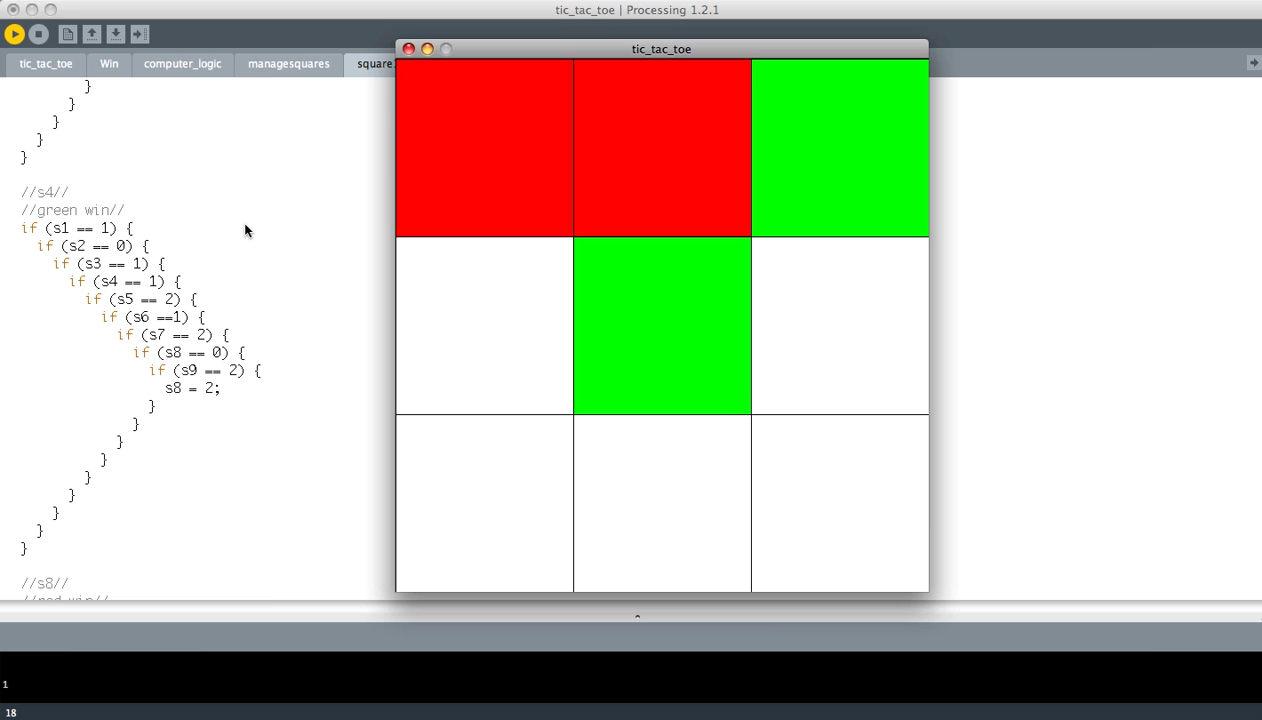 tic_tac_toe | Processing 1.2.1
tic_tac_toe
tic_tac_toe Win computer_logic managesquares square
}
}
}
}
}
//s4//
//green win//
if (s1 == 1) {
if (s2 == 0) {
if (s3 == 1) {
if (s4 == 1) {
if (s5 == 2) {
if (s6 ==1) {
if (s7 == 2) {
if (s8 == 0) {
if (s9 == 2) {
s8 = 2;
}
}
}
}
}
}
}
}
}
//s8//
//red win//
1
18